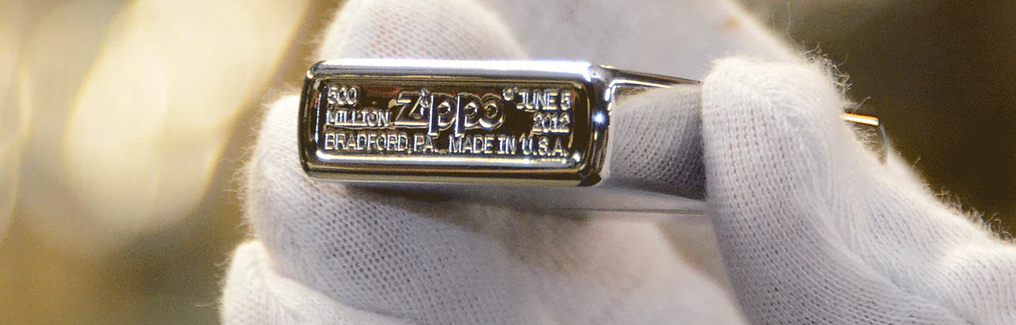 500 Zippo® JUNE 5
MILLION 2012
BRADFORD, PA. MADE IN U.S.A.